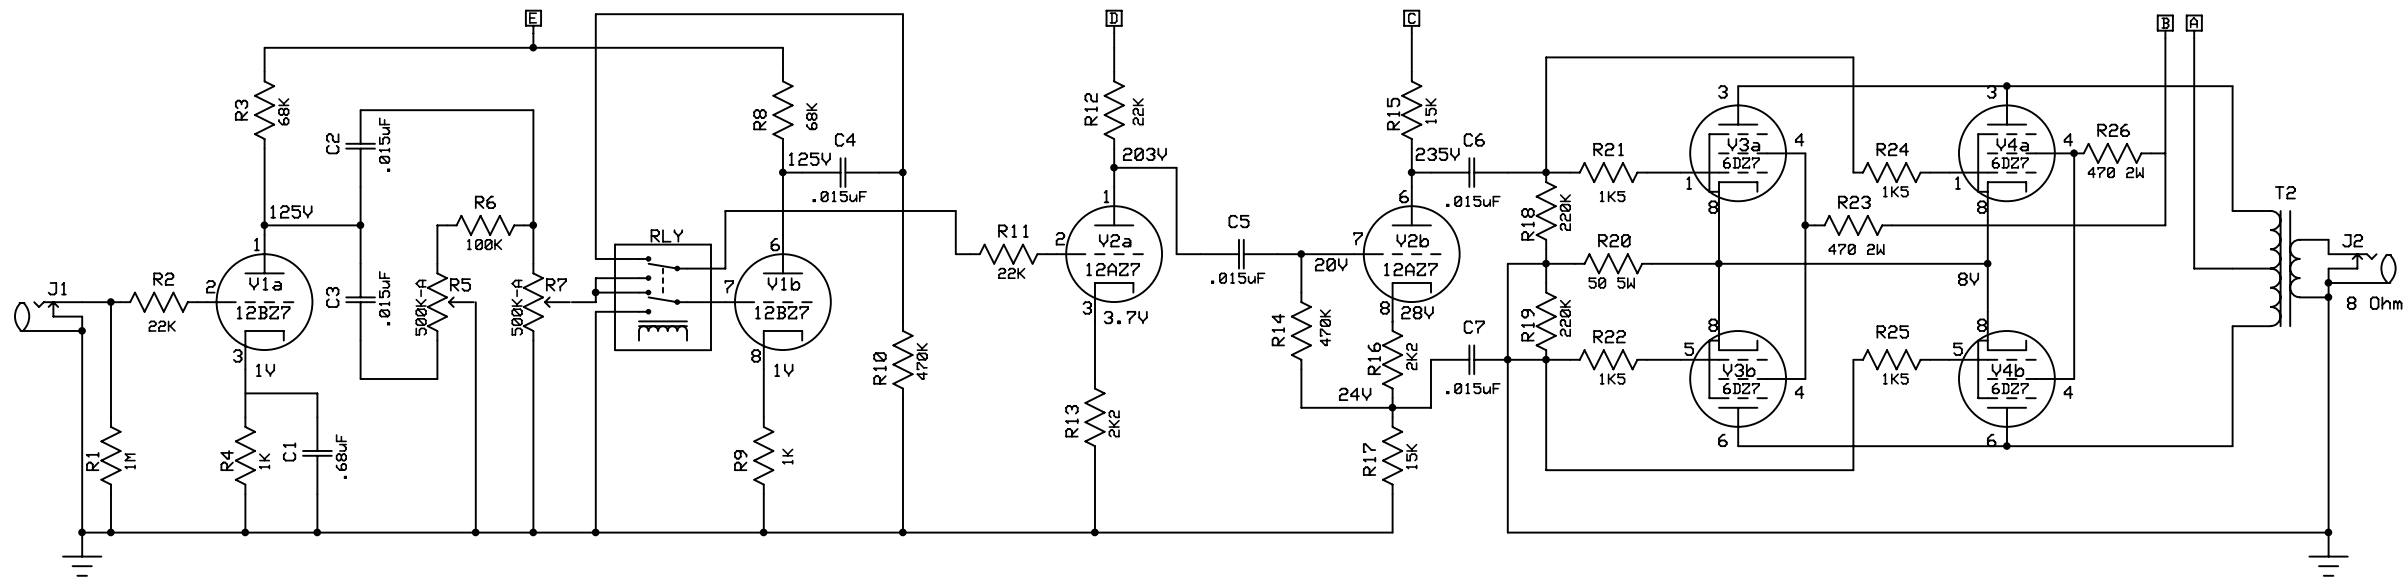 E
D
C
B
A
J1
R2
22K
R1
1M
R3
68K
125V
1
2
V1a
12BZ7
3
1V
R4
1K
C1
.68uF
C2
.015uF
C3
.015uF
R6
100K
R5
500K-A
R7
500K-A
RLY
R8
68K
125V
C4
.015uF
6
7
V1b
12BZ7
8
1V
R9
1K
R10
470K
R11
22K
R12
22K
203V
1
2
V2a
12AZ7
3
3.7V
R13
2K2
C5
.015uF
R14
470K
20V
R15
15K
235V
6
7
V2b
12AZ7
8
28V
R16
2K2
24V
R17
15K
C6
.015uF
C7
.015uF
R18
220K
R19
220K
R20
50 5W
R21
1K5
R22
1K5
3
V3a
6DZ7
4
1
8
R23
470 2W
8
5
V3b
6DZ7
4
6
R24
1K5
R25
1K5
3
V4a
6DZ7
4
1
8
8V
8
5
V4b
6DZ7
4
6
R26
470 2W
T2
J2
8 Ohm